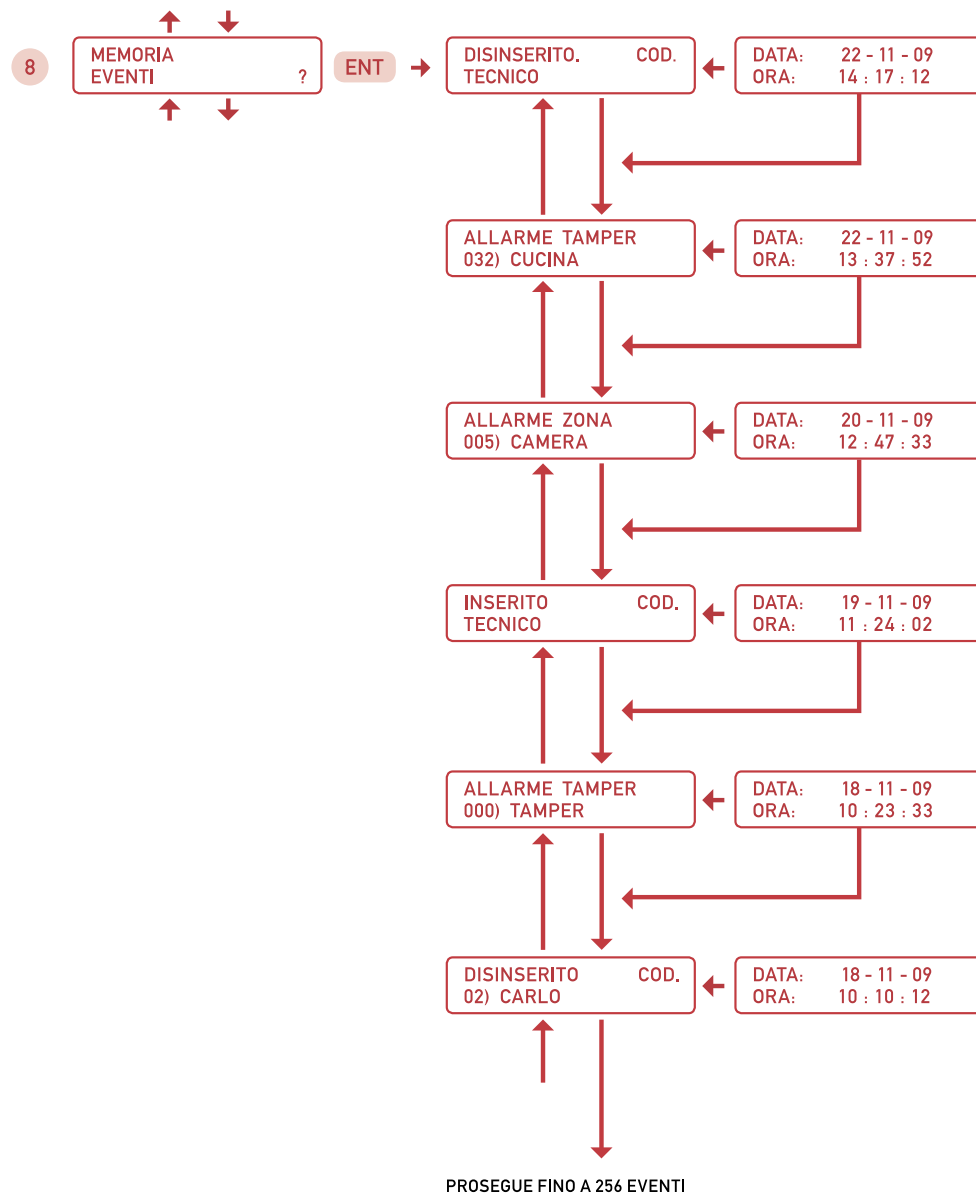 8
MEMORIA
EVENTI ?
ENT
DISINSERITO. COD.
TECNICO
DATA: 22 - 11 - 09
ORA: 14 : 17 : 12
ALLARME TAMPER
032) CUCINA
DATA: 22 - 11 - 09
ORA: 13 : 37 : 52
ALLARME ZONA
005) CAMERA
DATA: 20 - 11 - 09
ORA: 12 : 47 : 33
INSERITO COD.
TECNICO
DATA: 19 - 11 - 09
ORA: 11 : 24 : 02
ALLARME TAMPER
000) TAMPER
DATA: 18 - 11 - 09
ORA: 10 : 23 : 33
DISINSERITO COD.
02) CARLO
DATA: 18 - 11 - 09
ORA: 10 : 10 : 12
PROSEGUE FINO A 256 EVENTI